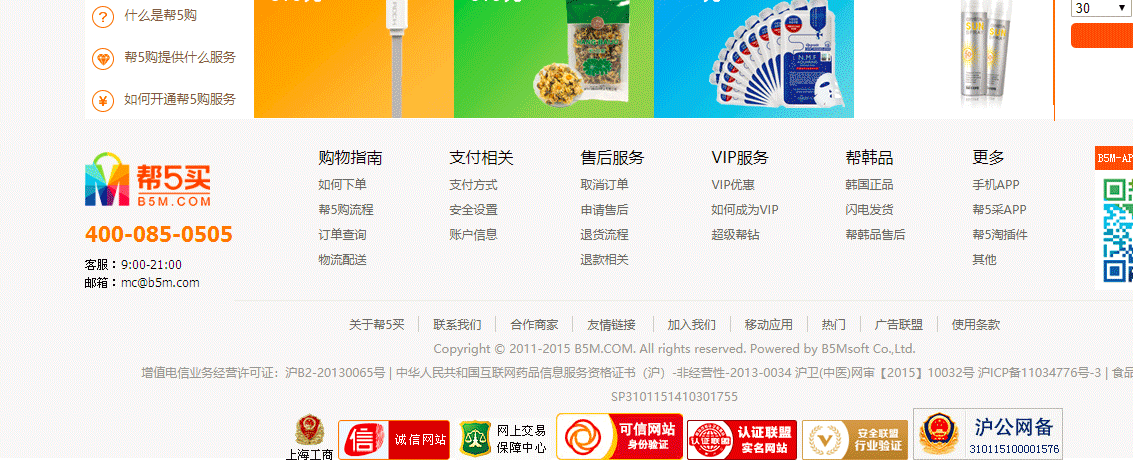 什么是帮5购
帮5购提供什么服务
如何开通帮5购服务
30
N.M.F
SUN
SPRAY
帮5买
B5M.COM
400-085-0505
客服：9:00-21:00
邮箱：mc@b5m.com
购物指南
如何下单
帮5购流程
订单查询
物流配送
支付相关
支付方式
安全设置
账户信息
售后服务
取消订单
申请售后
退货流程
退款相关
VIP服务
VIP优惠
如何成为VIP
超级帮钻
帮韩品
韩国正品
闪电发货
帮韩品售后
更多
手机APP
帮5采APP
帮5淘插件
其他
B5M-AP
关于帮5买 联系我们 合作商家 友情链接 加入我们 移动应用 热门 广告联盟 使用条款
Copyright © 2011-2015 B5M.COM. All rights reserved. Powered by B5Msoft Co.,Ltd.
增值电信业务经营许可证：沪B2-20130065号 | 中华人民共和国互联网药品信息服务资格证书（沪）-非经营性-2013-0034 沪卫(中医)网审【2015】10032号 沪ICP备11034776号-3 | 食品
SP3101151410301755
上海工商
信 诚信网站
网上交易
保障中心
可信网站
身份验证
认证联盟
实名网站
安全联盟
行业验证
沪公网备
310115100001576